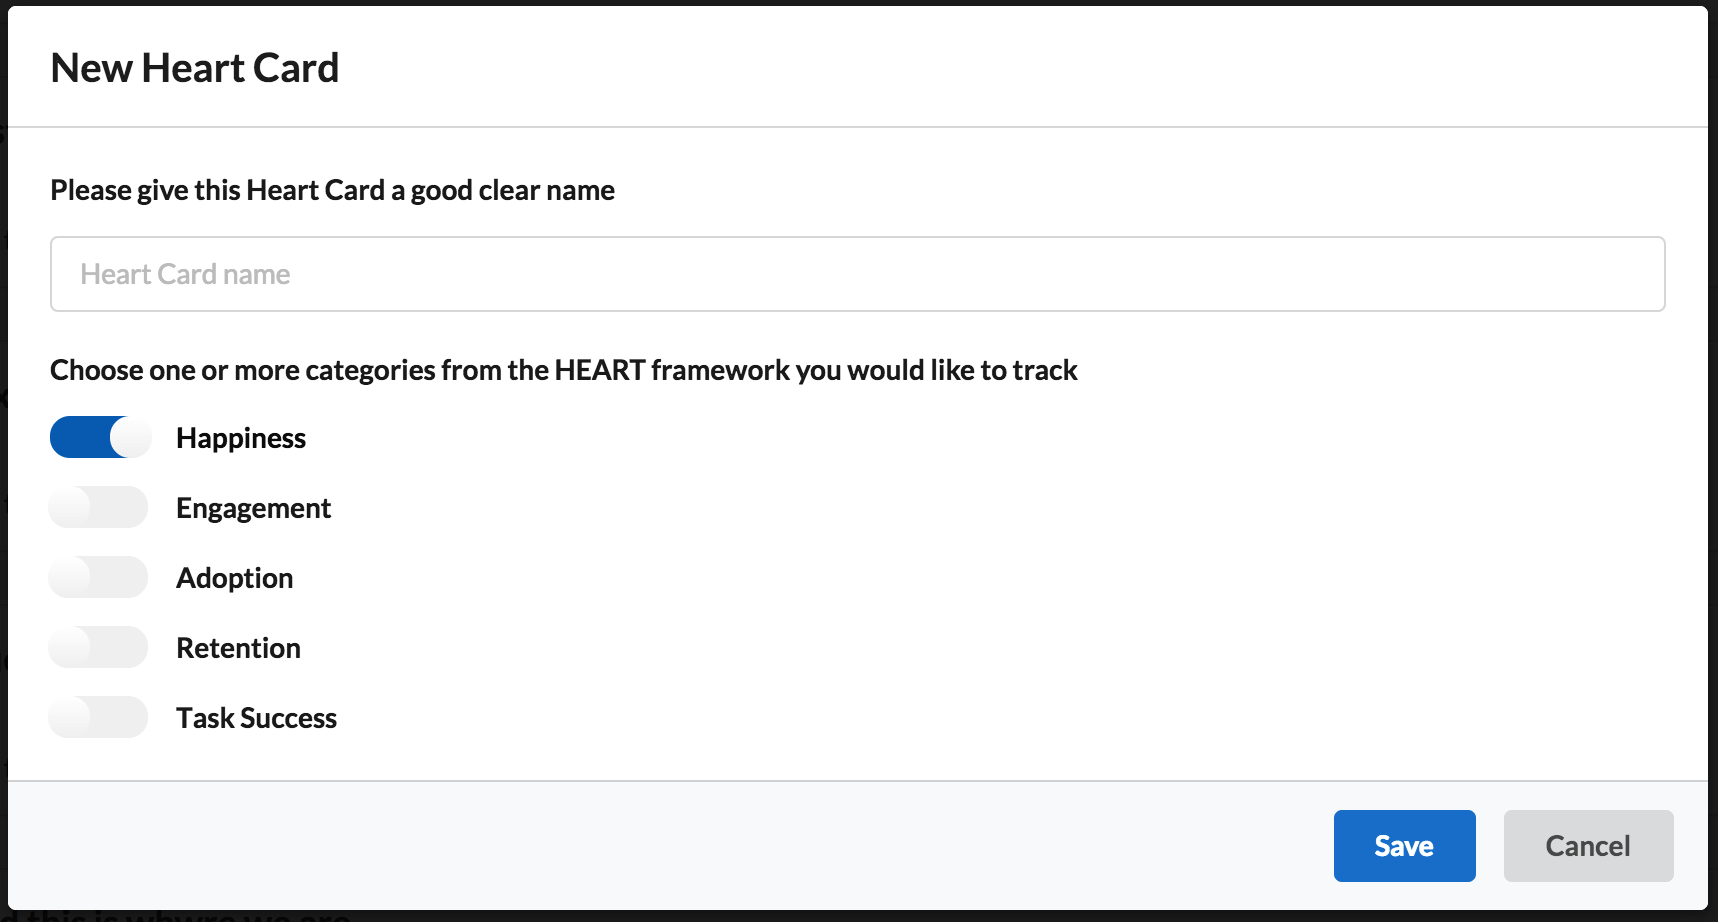 New Heart Card
Please give this Heart Card a good clear name
Heart Card name
Choose one or more categories from the HEART framework you would like to track
Happiness
Engagement
Adoption
Retention
Task Success
Save
Cancel